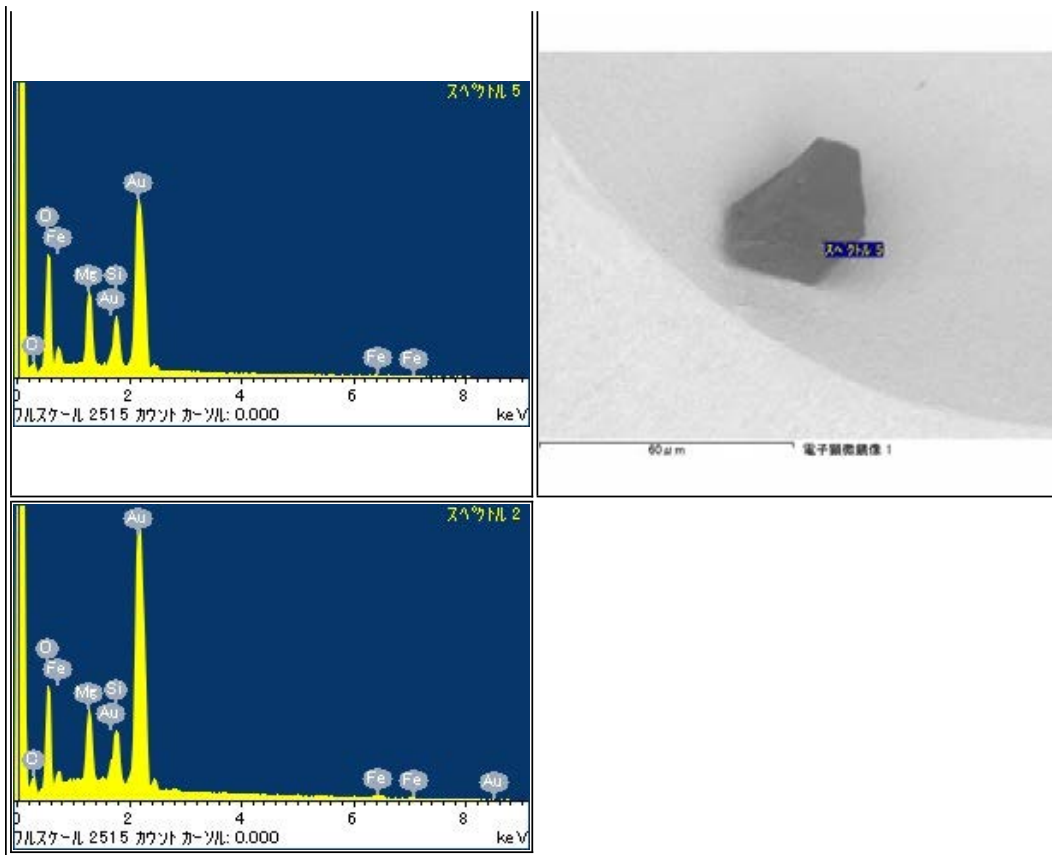 スペクトル 5
Au
O
Fe
Mg
Si
Au
C
Fe
Fe
0
2
4
6
8
フルスケール 2515 カウント カーソル: 0.000
keV
スペクトル 5
60μm
電子顕微鏡像 1
スペクトル 2
Au
O
Fe
Mg
Si
Au
C
Fe
Fe
Au
0
2
4
6
8
フルスケール 2515 カウント カーソル: 0.000
keV